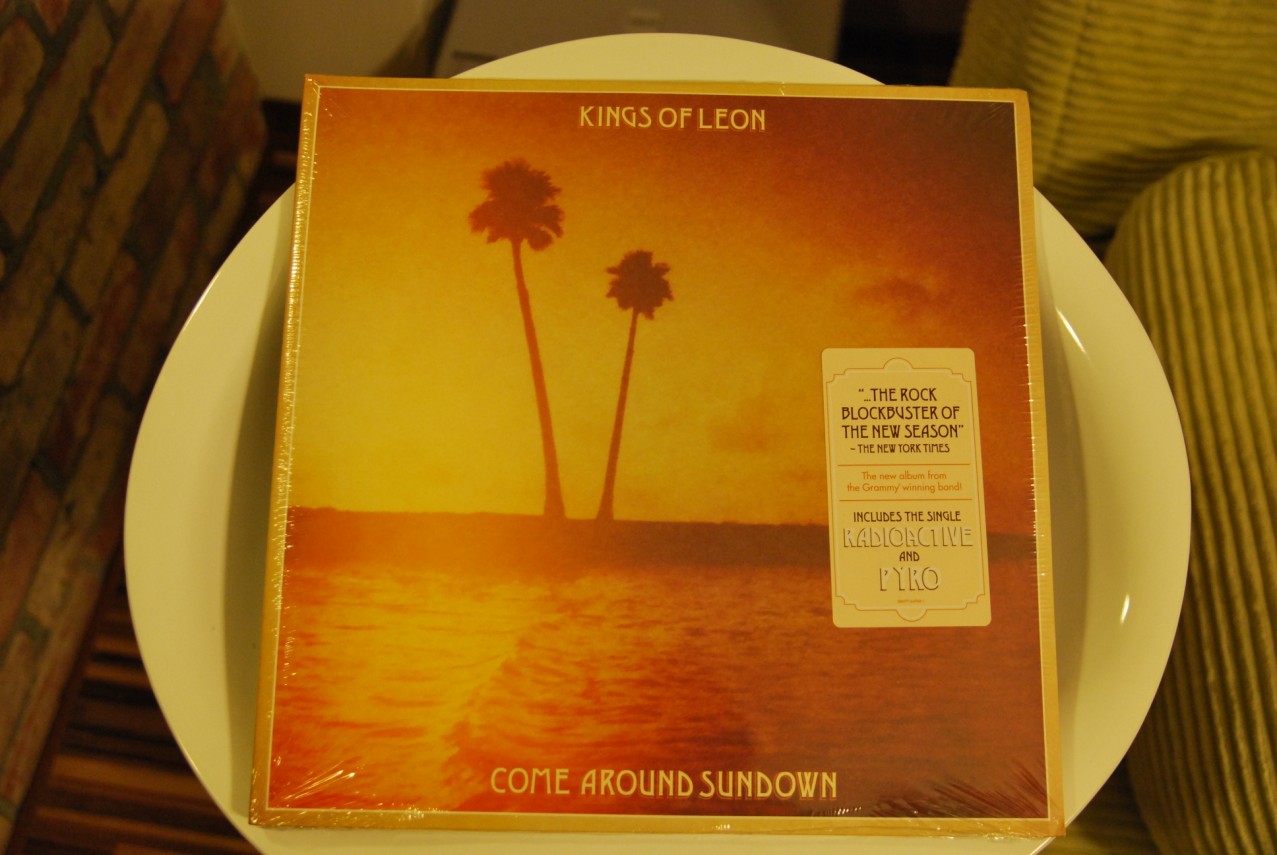 KINGS OF LEON
"...THE ROCK
BLOCKBUSTER OF
THE NEW SEASON"
- THE NEW YORK TIMES
The new album from
the Grammy® winning band!
INCLUDES THE SINGLE
RADIOACTIVE
AND
PYRO
COME AROUND SUNDOWN